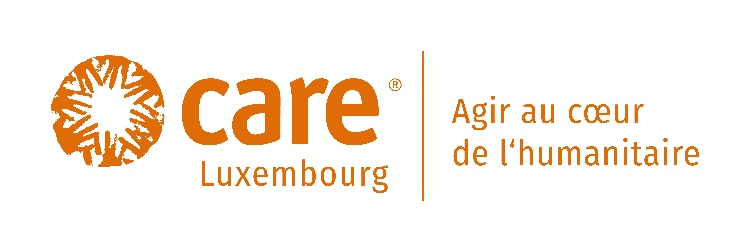 care®
Luxembourg
Agir au cœur
de l‘humanitaire